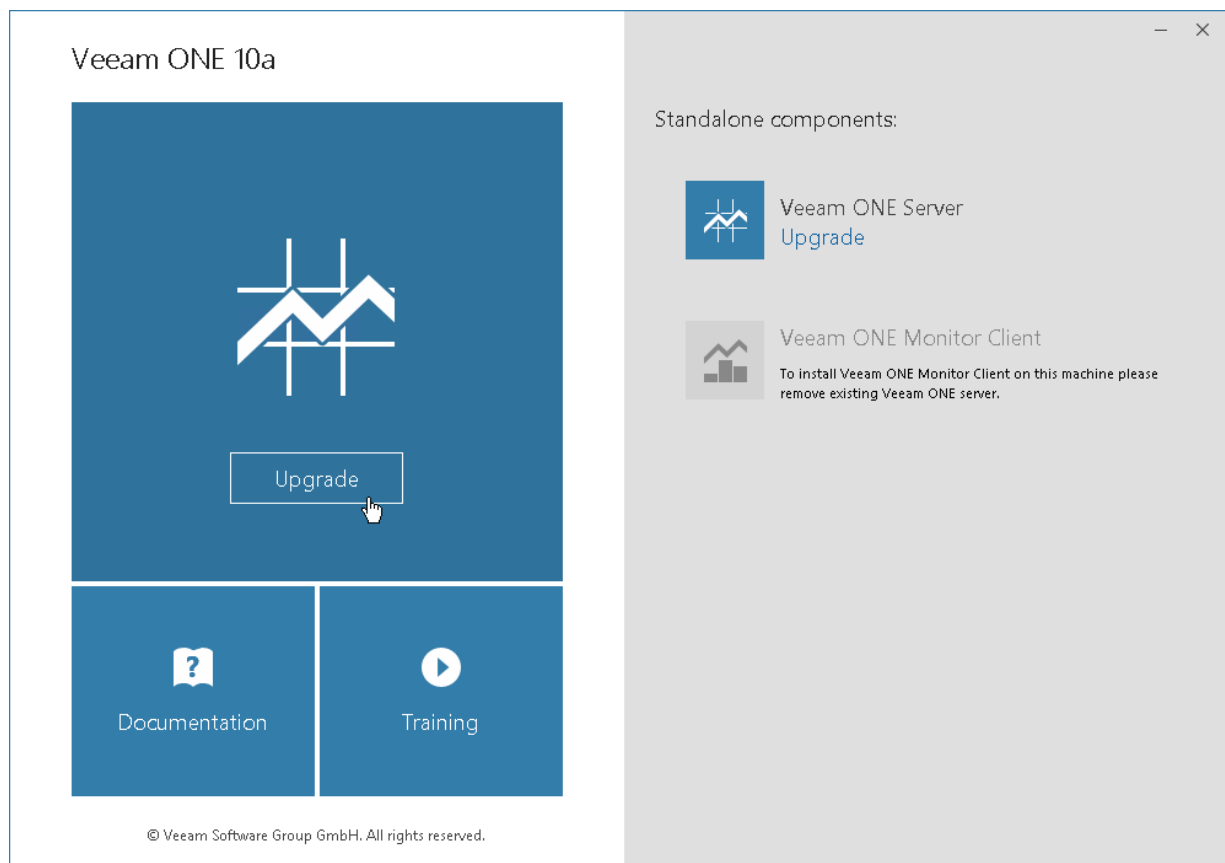 Veeam ONE 10a
Upgrade
Documentation
Training
© Veeam Software Group GmbH. All rights reserved.
Standalone components:
Veeam ONE Server
Upgrade
Veeam ONE Monitor Client
To install Veeam ONE Monitor Client on this machine please
remove existing Veeam ONE server.